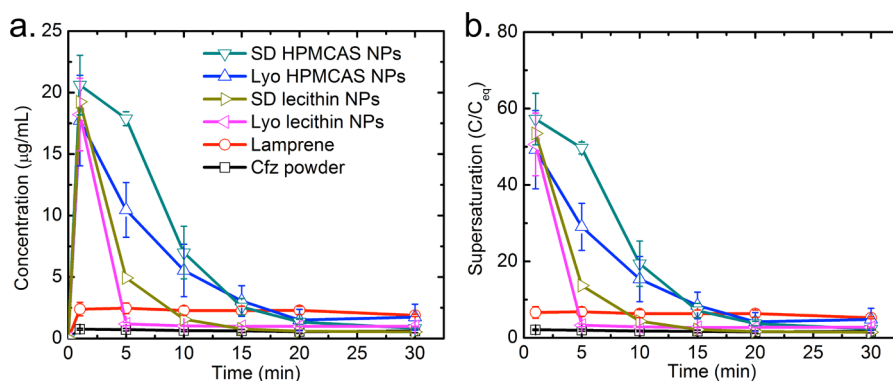 a.
25
20
15
10
5
0
Concentration (µg/mL)
SD HPMCAS NPs
Lyo HPMCAS NPs
SD lecithin NPs
Lyo lecithin NPs
Lamprene
Cfz powder
0 5 10 15 20 25 30
Time (min)
b.
80
60
40
20
0
Supersaturation (C/Ceq)
0 5 10 15 20 25 30
Time (min)